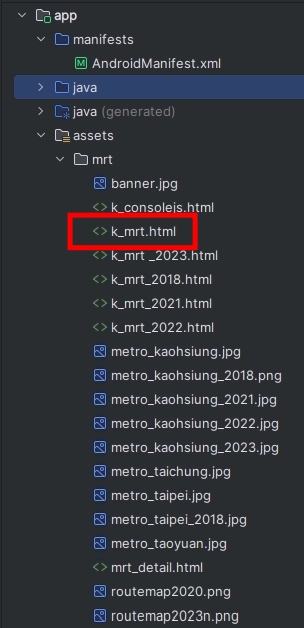 app
manifests
AndroidManifest.xml
java
java (generated)
assets
mrt
banner.jpg
k_consolejs.html
k_mrt.html
k_mrt _2023.html
k_mrt_2018.html
k_mrt_2021.html
k_mrt_2022.html
metro_kaohsiung.jpg
metro_kaohsiung_2018.png
metro_kaohsiung_2021.jpg
metro_kaohsiung_2022.jpg
metro_kaohsiung_2023.jpg
metro_taichung.jpg
metro_taipei.jpg
metro_taipei_2018.jpg
metro_taoyuan.jpg
mrt_detail.html
routemap2020.png
routemap2023n.png